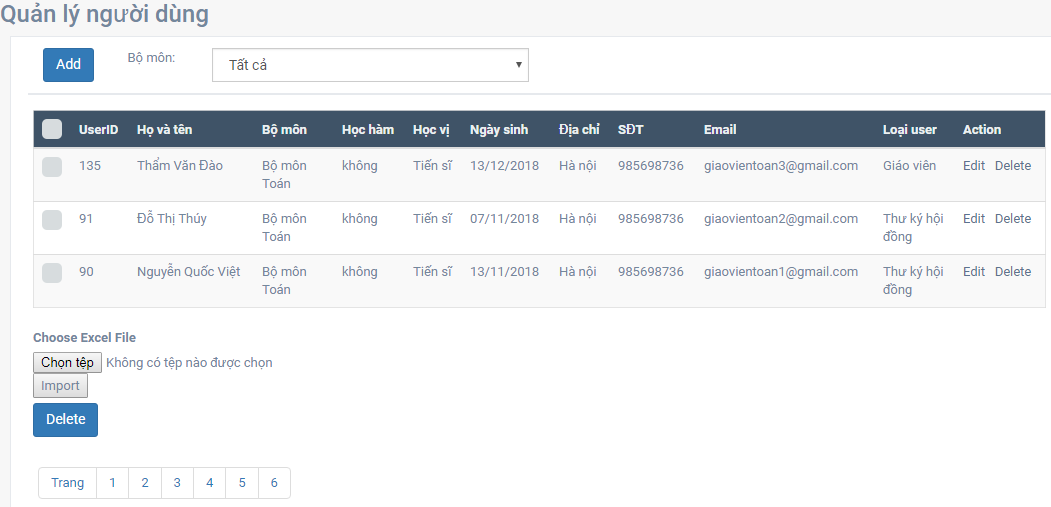 Quản lý người dùng
Add Bộ môn: Tất cả
UserID Họ và tên Bộ môn Học hàm Học vị Ngày sinh Địa chỉ SĐT Email Loại user Action
135 Thẩm Văn Đào Bộ môn không Tiến sĩ 13/12/2018 Hà nội 985698736 giaovientoan3@gmail.com Giáo viên Edit Delete
Toán
91 Đỗ Thị Thủy Bộ môn không Tiến sĩ 07/11/2018 Hà nội 985698736 giaovientoan2@gmail.com Thư ký hội Edit Delete
Toán đồng
90 Nguyễn Quốc Việt Bộ môn không Tiến sĩ 13/11/2018 Hà nội 985698736 giaovientoan1@gmail.com Thư ký hội Edit Delete
Toán đồng
Choose Excel File
Chọn tệp Không có tệp nào được chọn
Import
Delete
Trang 1 2 3 4 5 6